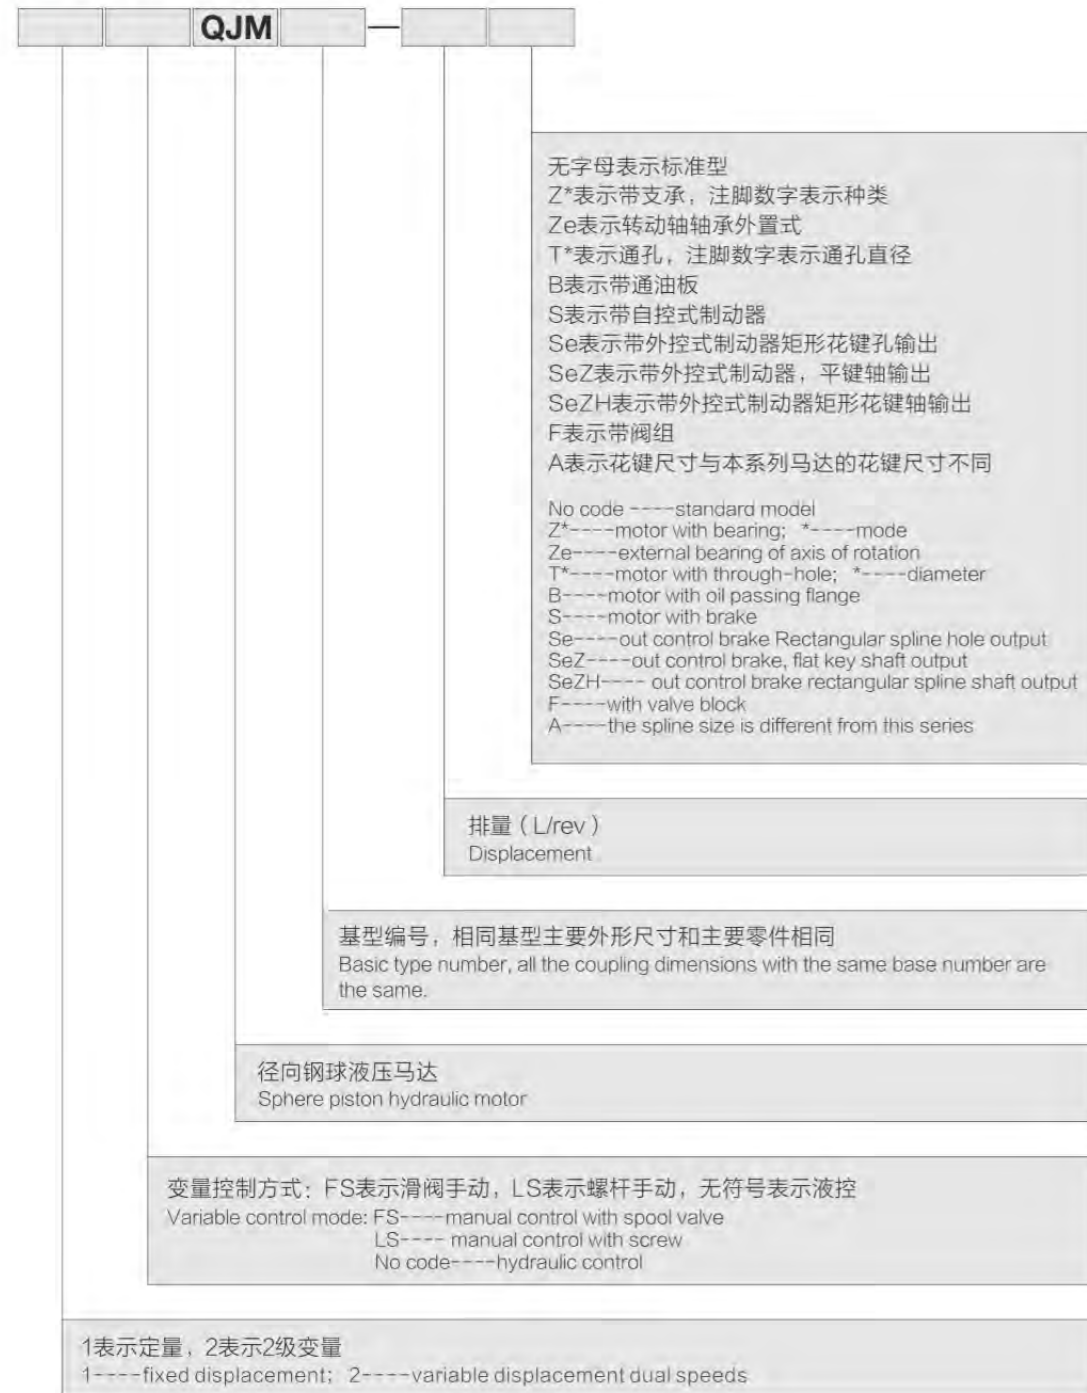 QJM —
无字母表示标准型
Z*表示带支承，注脚数字表示种类
Ze表示转动轴轴承外置式
T*表示通孔，注脚数字表示通孔直径
B表示带通油板
S表示带自控式制动器
Se表示带外控式制动器矩形花键孔输出
SeZ表示带外控式制动器，平键轴输出
SeZH表示带外控式制动器矩形花键轴输出
F表示带阀组
A表示花键尺寸与本系列马达的花键尺寸不同
No code ----standard model
Z*----motor with bearing; *----mode
Ze----external bearing of axis of rotation
T*----motor with through-hole; *----diameter
B----motor with oil passing flange
S----motor with brake
Se----out control brake Rectangular spline hole output
SeZ----out control brake, flat key shaft output
SeZH---- out control brake rectangular spline shaft output
F----with valve block
A----the spline size is different from this series
排量（L/rev）
Displacement
基型编号，相同基型主要外形尺寸和主要零件相同
Basic type number, all the coupling dimensions with the same base number are
the same.
径向钢球液压马达
Sphere piston hydraulic motor
变量控制方式：FS表示滑阀手动，LS表示螺杆手动，无符号表示液控
Variable control mode: FS----manual control with spool valve
LS---- manual control with screw
No code----hydraulic control
1表示定量，2表示2级变量
1----fixed displacement; 2----variable displacement dual speeds